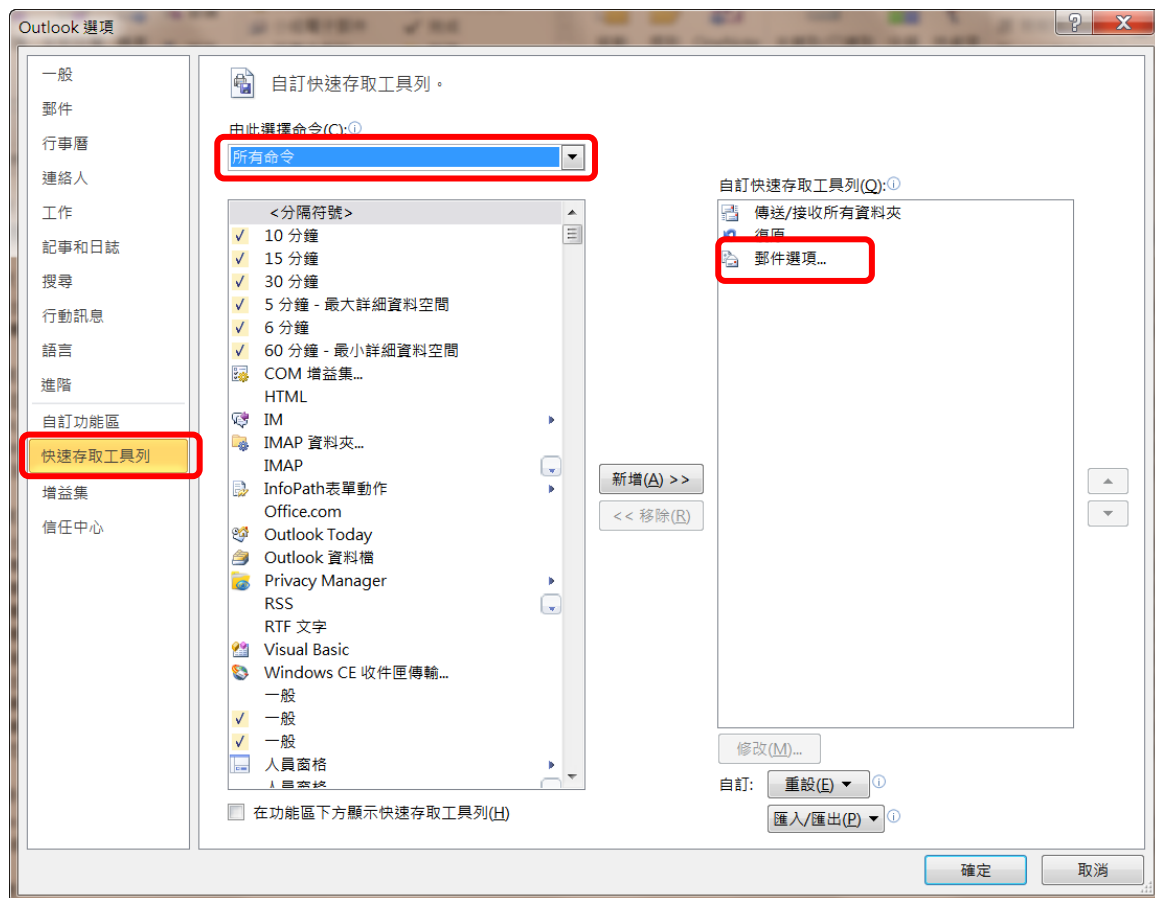 Outlook 選項
一般
郵件
行事曆
連絡人
工作
記事和日誌
搜尋
行動訊息
語言
進階
自訂功能區
快速存取工具列
增益集
信任中心
自訂快速存取工具列。
由此選擇命令(C):
所有命令
<分隔符號>
10 分鐘
15 分鐘
30 分鐘
5 分鐘 - 最大詳細資料空間
6 分鐘
60 分鐘 - 最小詳細資料空間
COM 增益集...
HTML
IM
IMAP 資料夾...
IMAP
InfoPath表單動作
Office.com
Outlook Today
Outlook 資料檔
Privacy Manager
RSS
RTF 文字
Visual Basic
Windows CE 收件匣傳輸...
一般
一般
一般
人員窗格
人員窗格
在功能區下方顯示快速存取工具列(H)
新增(A) >>
<< 移除(R)
自訂快速存取工具列(Q):
傳送/接收所有資料夾
復原
郵件選項...
修改(M)...
自訂: 重設(E)
匯入/匯出(P)
確定 取消